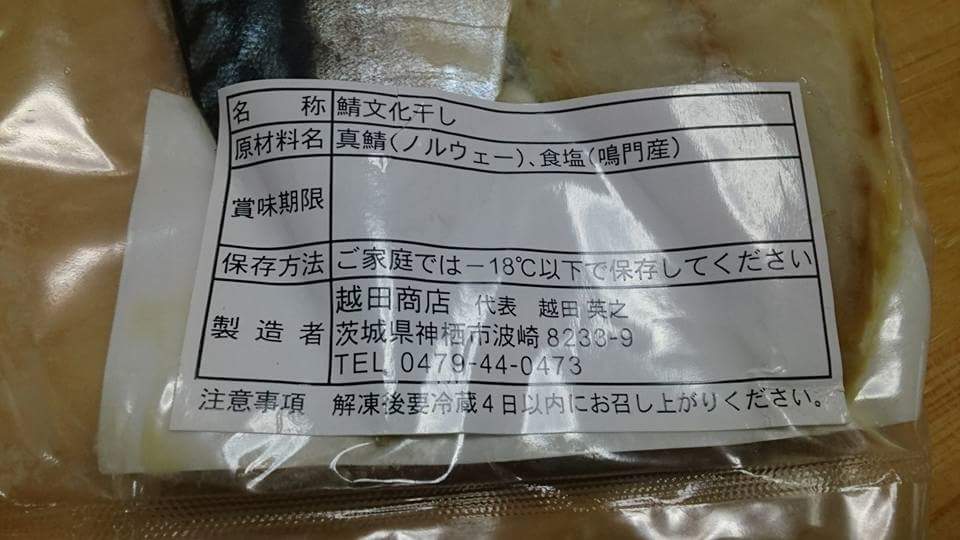 名称 鯖文化干し
原材料名 真鯖(ノルウェー)、食塩(鳴門産)
賞味期限
保存方法 ご家庭では－18℃以下で保存してください
製造者 越田商店 代表 越田 英之
茨城県神栖市波崎8233-9
TEL 0479-44-0473
注意事項 解凍後要冷蔵4日以内にお召し上がりください。